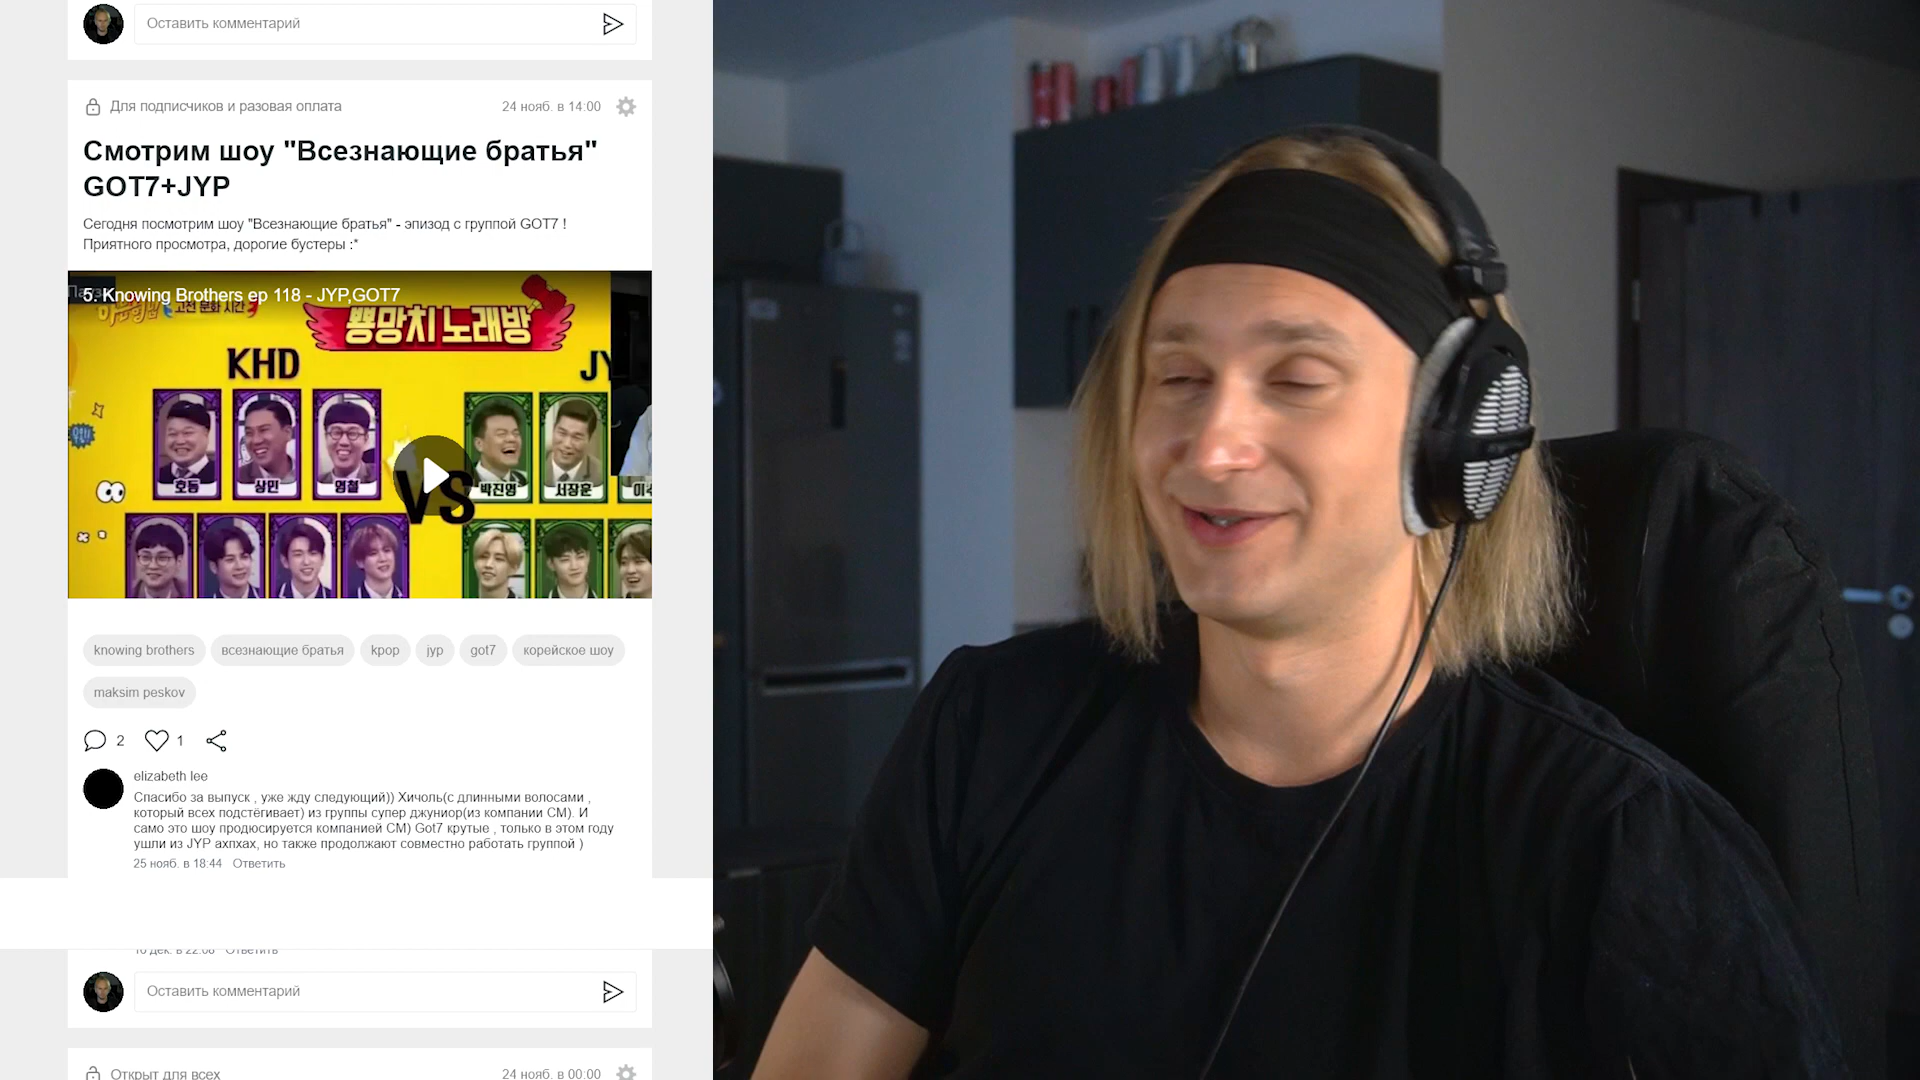 Оставить комментарий
Для подписчиков и разовая оплата
24 нояб. в 14:00
Смотрим шоу "Всезнающие братья"
GOT7+JYP
Сегодня посмотрим шоу "Всезнающие братья" - эпизод с группой GOT7 !
Приятного просмотра, дорогие бустеры :*
5. Knowing Brothers ep 118 - JYP,GOT7
뿅망치 노래방
KHD
호동
상민
영철
VS
박진영
서장훈
knowing brothers
всезнающие братья
kpop
jyp
got7
корейское шоу
maksim peskov
2
1
elizabeth lee
Спасибо за выпуск , уже жду следующий)) Хичоль(с длинными волосами ,
который всех подстёгивает) из группы супер джуниор(из компании СМ). И
само это шоу продюсируется компанией СМ) Got7 крутые , только в этом году
ушли из JYP ахпхах, но также продолжают совместно работать группой )
25 нояб. в 18:44 Ответить
Оставить комментарий
Открыт для всех
24 нояб. в 00:00